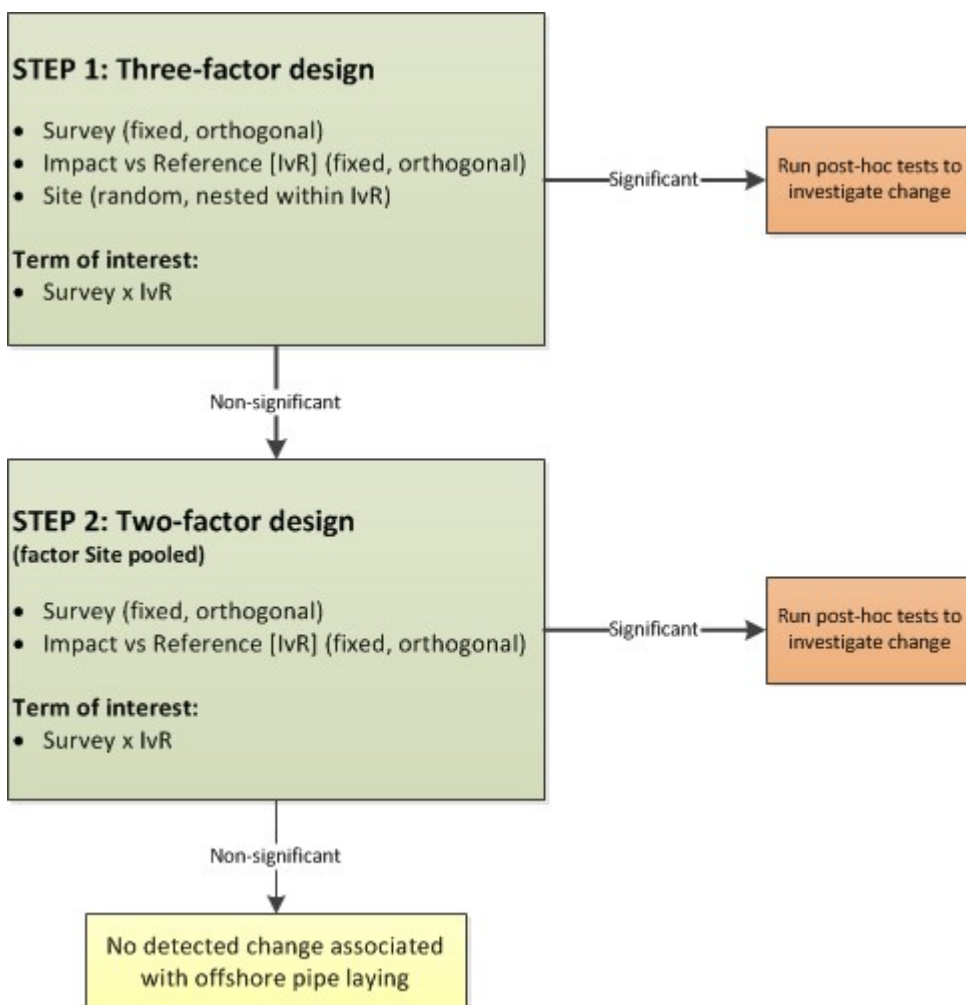 STEP 1: Three-factor design
• Survey (fixed, orthogonal)
• Impact vs Reference [IvR] (fixed, orthogonal)
• Site (random, nested within IvR)
Term of interest:
• Survey x IvR
Significant
Run post-hoc tests to
investigate change
Non-significant
STEP 2: Two-factor design
(factor Site pooled)
• Survey (fixed, orthogonal)
• Impact vs Reference [IvR] (fixed, orthogonal)
Term of interest:
• Survey x IvR
Significant
Run post-hoc tests to
investigate change
Non-significant
No detected change associated
with offshore pipe laying